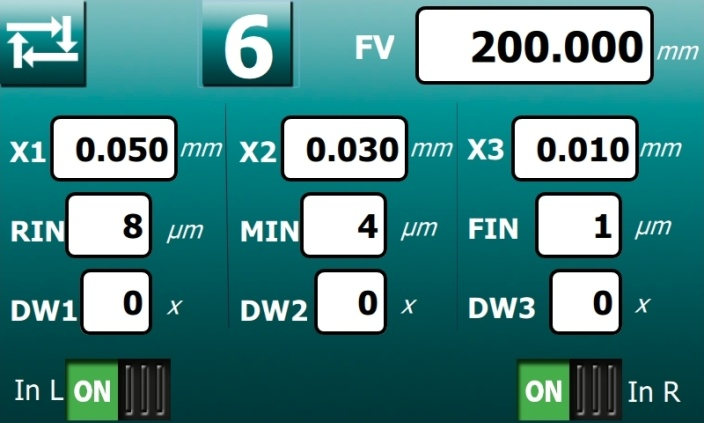 6 FV 200.000 mm
X1 0.050 mm X2 0.030 mm X3 0.010 mm
RIN 8 µm MIN 4 µm FIN 1 µm
DW1 0 x DW2 0 x DW3 0 x
In L ON ON In R